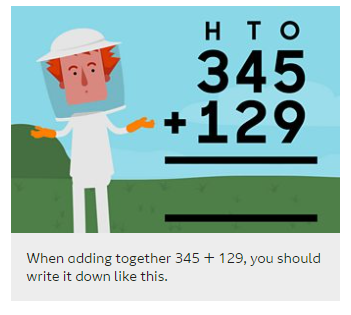 H T O
345
+129
When adding together 345 + 129, you should
write it down like this.